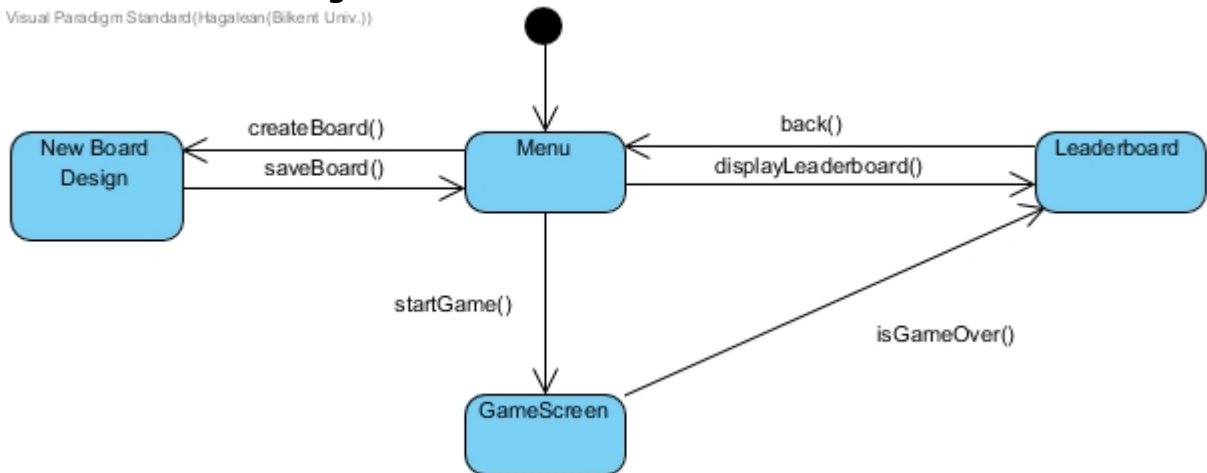 Visual Paradigm Standard(Hagalean(Bilkent Univ.))
createBoard()
back()
New Board
Design
Menu
Leaderboard
saveBoard()
displayLeaderboard()
startGame()
isGameOver()
GameScreen